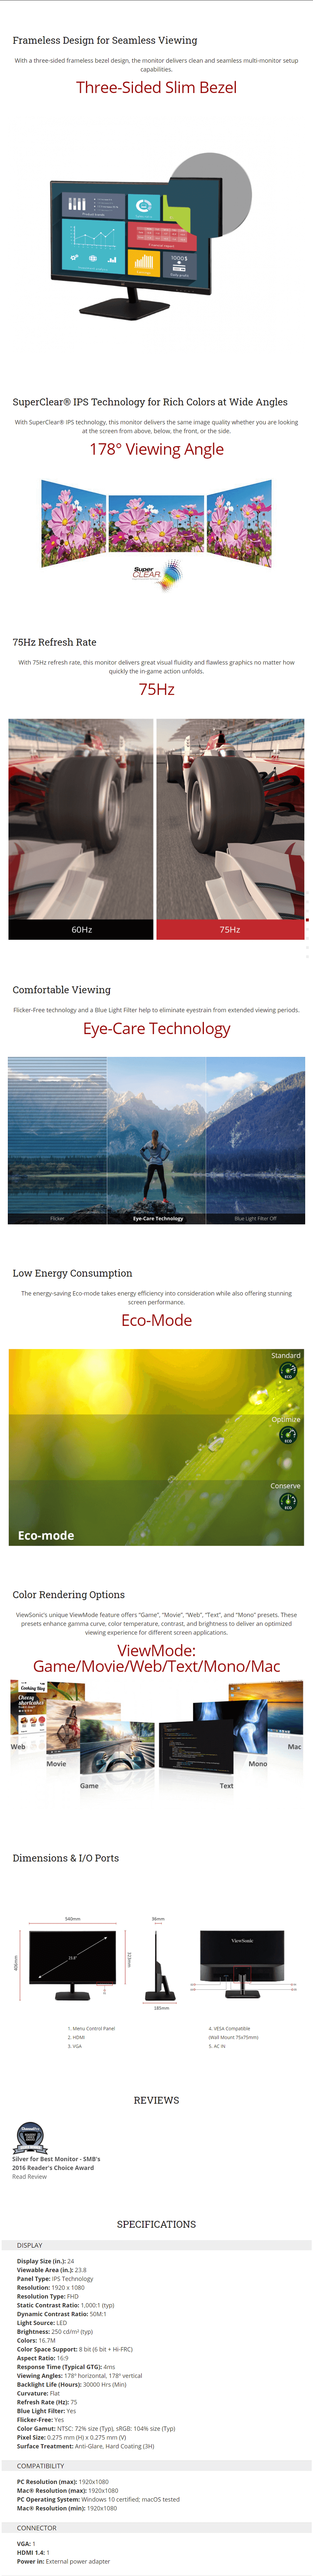 Frameless Design for Seamless Viewing
With a three-sided frameless bezel design, the monitor delivers clean and seamless multi-monitor setup
capabilities.
Three-Sided Slim Bezel
1000$
SuperClear® IPS Technology for Rich Colors at Wide Angles
With SuperClear® IPS technology, this monitor delivers the same image quality whether you are looking
at the screen from above, below, the front, or the side.
178° Viewing Angle
Super
CLEAR
75Hz Refresh Rate
With 75Hz refresh rate, this monitor delivers great visual fluidity and flawless graphics no matter how
quickly the in-game action unfolds.
75Hz
60Hz
75Hz
Comfortable Viewing
Flicker-Free technology and a Blue Light Filter help to eliminate eyestrain from extended viewing periods.
Eye-Care Technology
Flicker
Eye-Care Technology
Blue Light Filter Off
Low Energy Consumption
The energy-saving Eco-mode takes energy efficiency into consideration while also offering stunning
screen performance.
Eco-Mode
Standard
ECO
Optimize
ECO
Conserve
ECO
Eco-mode
Color Rendering Options
ViewSonic's unique ViewMode feature offers "Game", "Movie", "Web", "Text", and "Mono" presets. These
presets enhance gamma curve, color temperature, contrast, and brightness to deliver an optimized
viewing experience for different screen applications.
ViewMode:
Game/Movie/Web/Text/Mono/Mac
Cooking Blog
Cheesy
shortcakes
Web
Movie
Game
Text
Mono
Mac
Dimensions & I/O Ports
540mm
36mm
23.8"
406mm
323mm
185mm
ViewSonic
1. Menu Control Panel
2. HDMI
3. VGA
4. VESA Compatible
(Wall Mount 75x75mm)
5. AC IN
REVIEWS
Silver for Best Monitor - SMB's
2016 Reader's Choice Award
Read Review
SPECIFICATIONS
DISPLAY
Display Size (in.): 24
Viewable Area (in.): 23.8
Panel Type: IPS Technology
Resolution: 1920 x 1080
Resolution Type: FHD
Static Contrast Ratio: 1,000:1 (typ)
Dynamic Contrast Ratio: 50M:1
Light Source: LED
Brightness: 250 cd/m² (typ)
Colors: 16.7M
Color Space Support: 8 bit (6 bit + Hi-FRC)
Aspect Ratio: 16:9
Response Time (Typical GTG): 4ms
Viewing Angles: 178° horizontal, 178° vertical
Backlight Life (Hours): 30000 Hrs (Min)
Curvature: Flat
Refresh Rate (Hz): 75
Blue Light Filter: Yes
Flicker-Free: Yes
Color Gamut: NTSC: 72% size (Typ), sRGB: 104% size (Typ)
Pixel Size: 0.275 mm (H) x 0.275 mm (V)
Surface Treatment: Anti-Glare, Hard Coating (3H)
COMPATIBILITY
PC Resolution (max): 1920x1080
Mac® Resolution (max): 1920x1080
PC Operating System: Windows 10 certified; macOS tested
Mac® Resolution (min): 1920x1080
CONNECTOR
VGA: 1
HDMI 1.4: 1
Power in: External power adapter